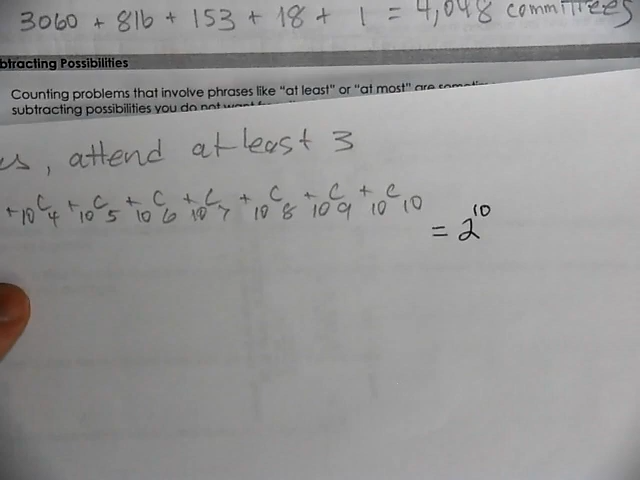 3060 + 816 + 153 + 18 + 1 = 4,048 committees
btracting Possibilities
Counting problems that involve phrases like "at least" or "at most" are
subtracting possibilities you do not want
es, attend at least 3
+ 10C4 + 10C5 + 10C6 + 10C7 + 10C8 + 10C9 + 10C10
= 2^10